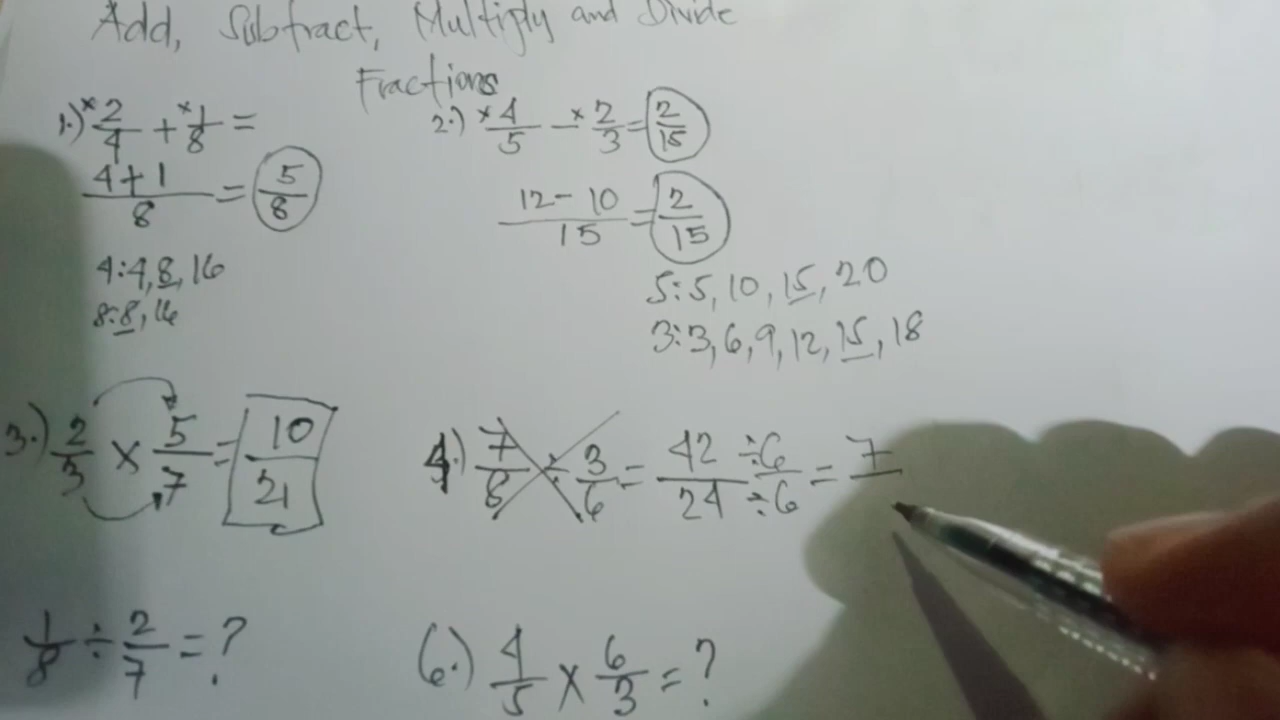 Add, Subtract, Multiply and Divide
Fractions
1.) × 2/4 + × 1/8 =
4+1/8 = 5/8
4:4, 8, 16
8:8, 16
2.) × 4/5 − × 2/3 = 2/15
12 − 10/15 = 2/15
5:5, 10, 15, 20
3:3, 6, 9, 12, 15, 18
3.) 2/3 × 5/7 = 10/21
4.) 7/8 ÷ 3/6 = 42 ÷6/24 ÷6 = 7/
1/8 ÷ 2/7 = ?
6.) 4/5 × 6/3 = ?